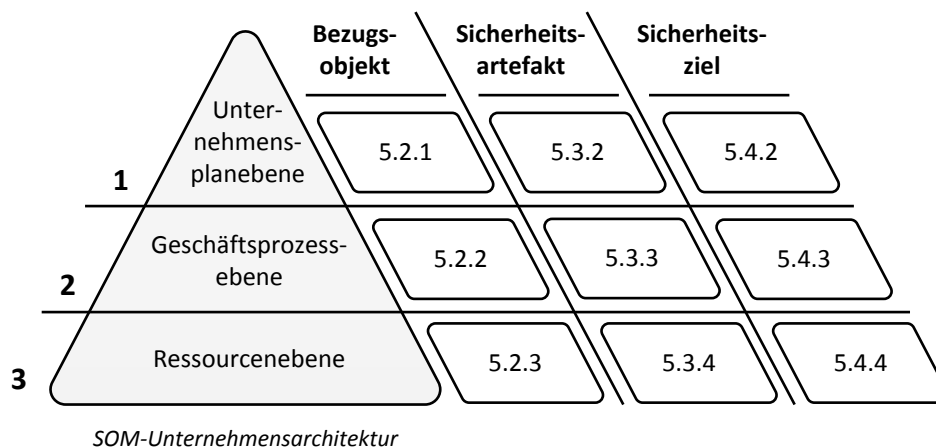 Bezugs-
objekt
Sicherheits-
artefakt
Sicherheits-
ziel
Unter-
nehmens-
planebene
1
5.2.1
5.3.2
5.4.2
Geschäftsprozess-
ebene
2
5.2.2
5.3.3
5.4.3
Ressourcenebene
3
5.2.3
5.3.4
5.4.4
SOM-Unternehmensarchitektur